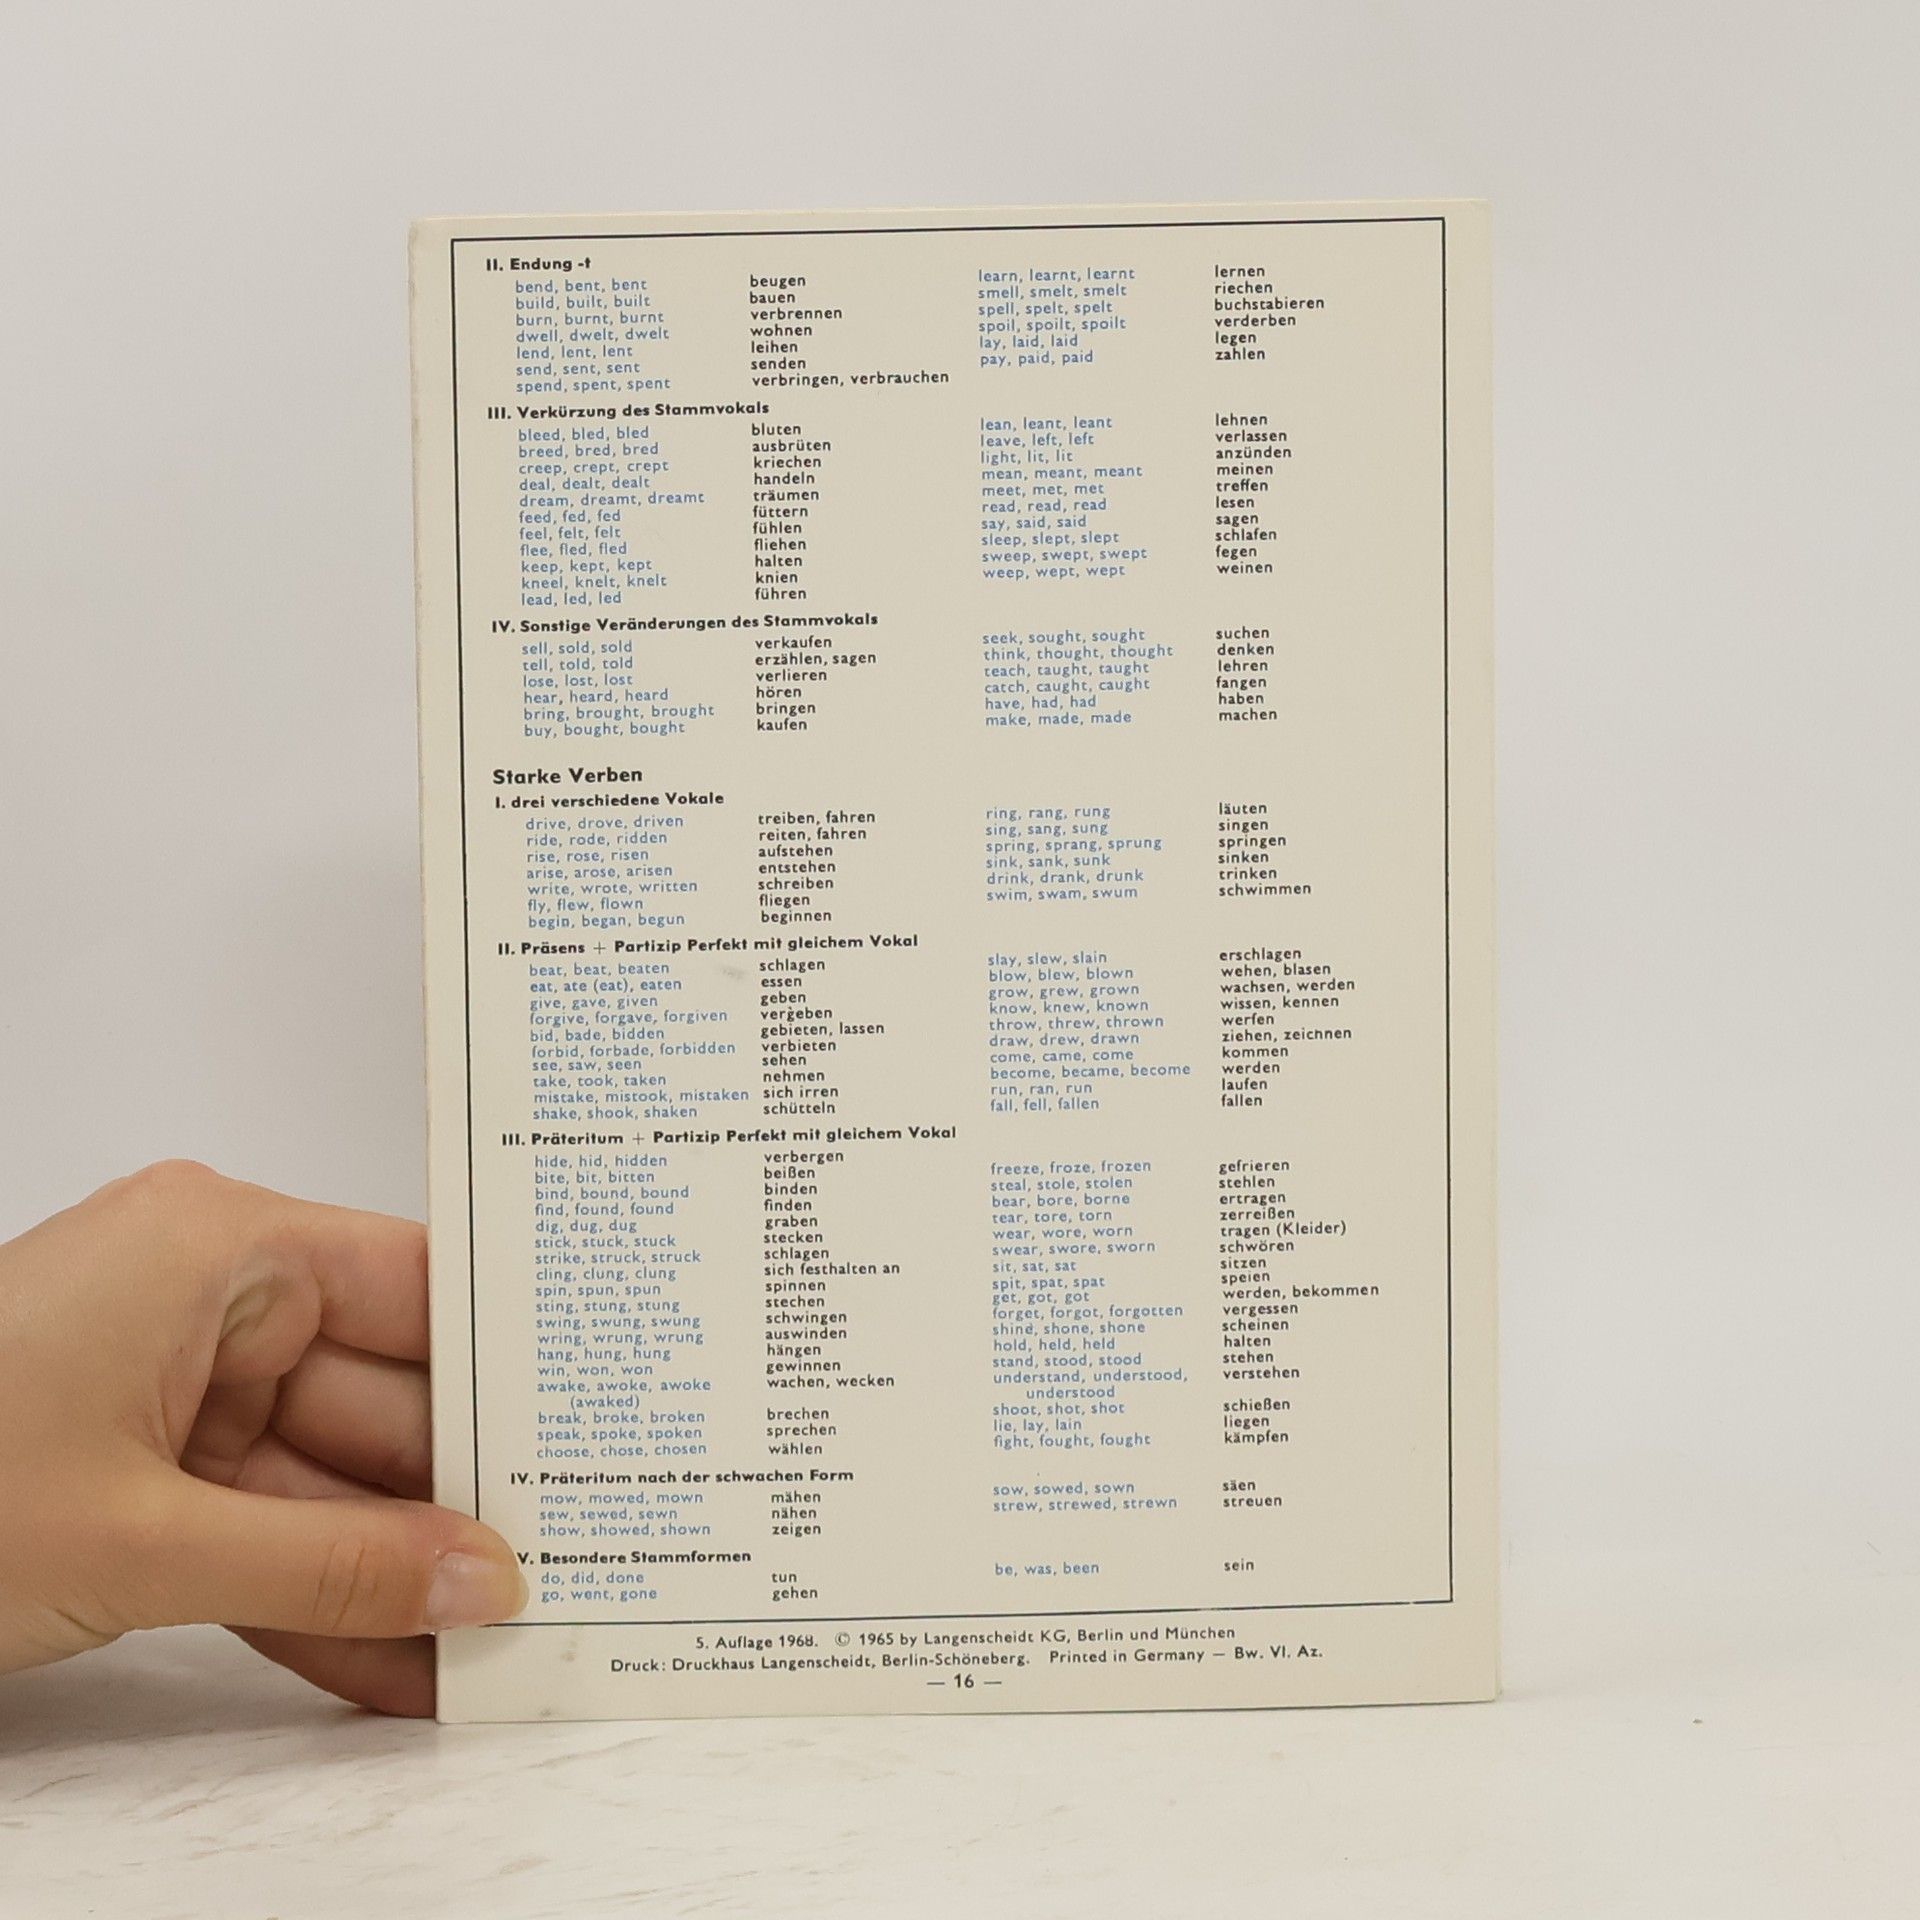 II. Endung -t
bend, bent, bent beugen
build, built, built bauen
burn, burnt, burnt verbrennen
dwell, dwelt, dwelt wohnen
lend, lent, lent leihen
send, sent, sent senden
spend, spent, spent verbringen, verbrauchen
learn, learnt, learnt lernen
smell, smelt, smelt riechen
spell, spelt, spelt buchstabieren
spoil, spoilt, spoilt verderben
lay, laid, laid legen
pay, paid, paid zahlen
III. Verkürzung des Stammvokals
bleed, bled, bled bluten
breed, bred, bred ausbrüten
creep, crept, crept kriechen
deal, dealt, dealt handeln
dream, dreamt, dreamt träumen
feed, fed, fed füttern
feel, felt, felt fühlen
flee, fled, fled fliehen
keep, kept, kept halten
kneel, knelt, knelt knien
lead, led, led führen
lean, leant, leant lehnen
leave, left, left verlassen
light, lit, lit anzünden
mean, meant, meant meinen
meet, met, met treffen
read, read, read lesen
say, said, said sagen
sleep, slept, slept schlafen
sweep, swept, swept fegen
weep, wept, wept weinen
IV. Sonstige Veränderungen des Stammvokals
sell, sold, sold verkaufen
tell, told, told erzählen, sagen
lose, lost, lost verlieren
hear, heard, heard hören
bring, brought, brought bringen
buy, bought, bought kaufen
seek, sought, sought suchen
think, thought, thought denken
teach, taught, taught lehren
catch, caught, caught fangen
have, had, had haben
make, made, made machen
Starke Verben
I. drei verschiedene Vokale
drive, drove, driven treiben, fahren
ride, rode, ridden reiten, fahren
rise, rose, risen aufstehen
arise, arose, arisen entstehen
write, wrote, written schreiben
fly, flew, flown fliegen
begin, began, begun beginnen
ring, rang, rung läuten
sing, sang, sung singen
spring, sprang, sprung springen
sink, sank, sunk sinken
drink, drank, drunk trinken
swim, swam, swum schwimmen
II. Präsens + Partizip Perfekt mit gleichem Vokal
beat, beat, beaten schlagen
eat, ate (eat), eaten essen
give, gave, given geben
forgive, forgave, forgiven vergeben
bid, bade, bidden gebieten, lassen
forbid, forbade, forbidden verbieten
see, saw, seen sehen
take, took, taken nehmen
mistake, mistook, mistaken sich irren
shake, shook, shaken schütteln
slay, slew, slain erschlagen
blow, blew, blown wehen, blasen
grow, grew, grown wachsen, werden
know, knew, known wissen, kennen
throw, threw, thrown werfen
draw, drew, drawn ziehen, zeichnen
come, came, come kommen
become, became, become werden
run, ran, run laufen
fall, fell, fallen fallen
III. Präteritum + Partizip Perfekt mit gleichem Vokal
hide, hid, hidden verbergen
bite, bit, bitten beißen
bind, bound, bound binden
find, found, found finden
dig, dug, dug graben
stick, stuck, stuck stecken
strike, struck, struck schlagen
cling, clung, clung sich festhalten an
spin, spun, spun spinnen
sting, stung, stung stechen
swing, swung, swung schwingen
wring, wrung, wrung auswinden
hang, hung, hung hängen
win, won, won gewinnen
awake, awoke, awoke wachen, wecken
(awaked)
break, broke, broken brechen
speak, spoke, spoken sprechen
choose, chose, chosen wählen
freeze, froze, frozen gefrieren
steal, stole, stolen stehlen
bear, bore, borne ertragen
tear, tore, torn zerreißen
wear, wore, worn tragen (Kleider)
swear, swore, sworn schwören
sit, sat, sat sitzen
spit, spat, spat speien
get, got, got werden, bekommen
forget, forgot, forgotten vergessen
shine, shone, shone scheinen
hold, held, held halten
stand, stood, stood stehen
understand, understood, verstehen
understood
shoot, shot, shot schießen
lie, lay, lain liegen
fight, fought, fought kämpfen
IV. Präteritum nach der schwachen Form
mow, mowed, mown mähen
sew, sewed, sewn nähen
show, showed, shown zeigen
sow, sowed, sown säen
strew, strewed, strewn streuen
V. Besondere Stammformen
do, did, done tun
go, went, gone gehen
be, was, been sein
5. Auflage 1968. © 1965 by Langenscheidt KG, Berlin und München
Druck: Druckhaus Langenscheidt, Berlin-Schöneberg. Printed in Germany — Bw. VI. Az.
— 16 —